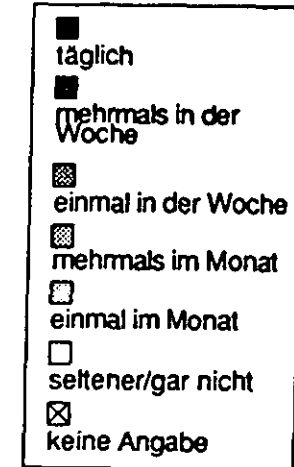 täglich
mehrmals in der
Woche
einmal in der Woche
mehrmals im Monat
einmal im Monat
seltener/gar nicht
keine Angabe